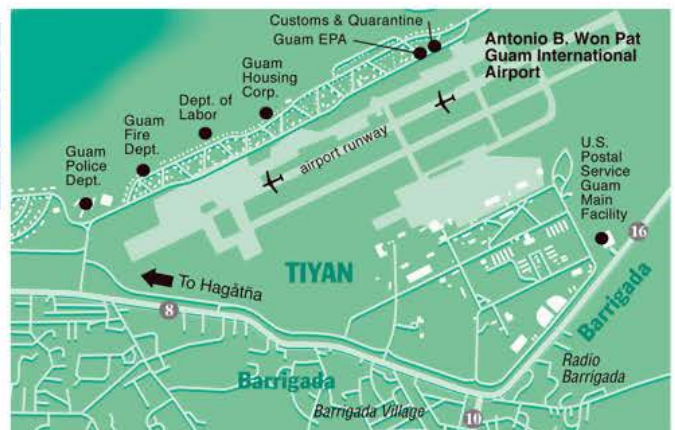 Customs & Quarantine
Guam EPA
Antonio B. Won Pat
Guam International
Airport
Guam
Housing
Corp.
Dept. of
Labor
Guam
Fire
Dept.
Guam
Police
Dept.
airport runway
U.S.
Postal
Service
Guam
Main
Facility
16
TIYAN
To Hagåtña
8
Barrigada
Barrigada
Radio
Barrigada
Barrigada Village
10